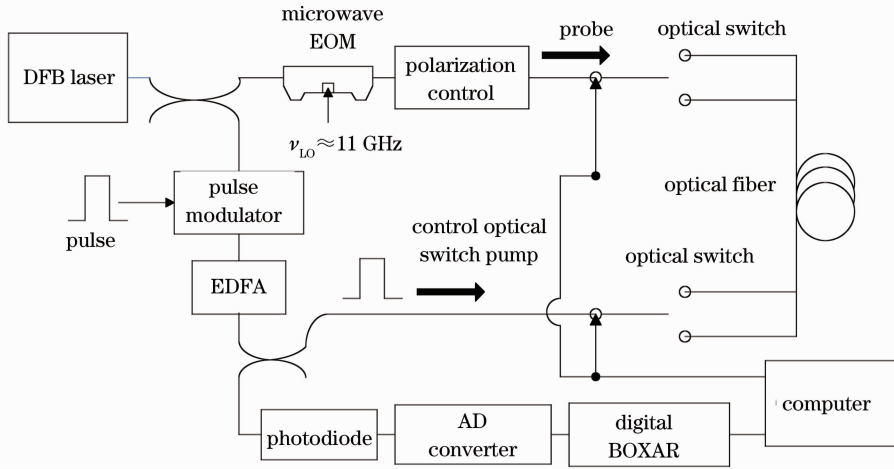 microwave
EOM
probe
optical switch
DFB laser
polarization
control
νLO≈11 GHz
pulse
modulator
pulse
optical fiber
control optical
switch pump
optical switch
EDFA
photodiode
AD
converter
digital
BOXAR
computer